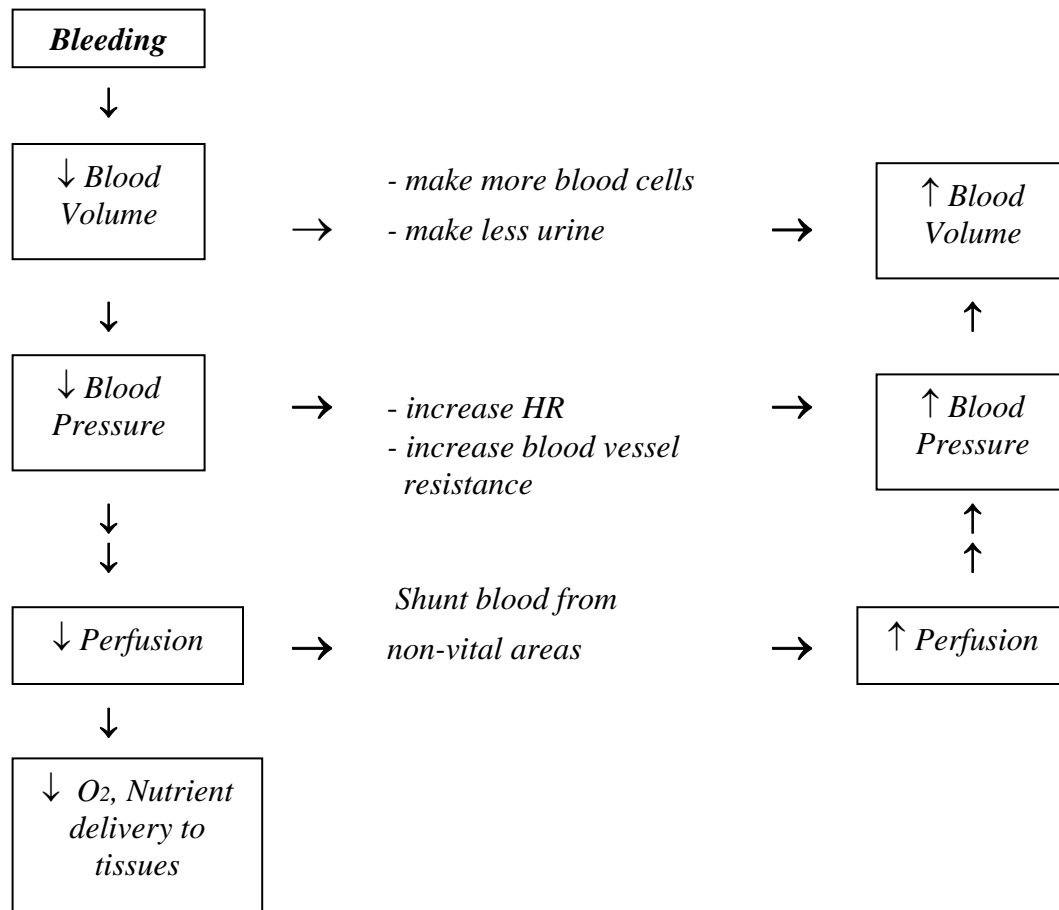 Bleeding
↓
↓ Blood
Volume
→
- make more blood cells
- make less urine
→
↑ Blood
Volume
↓
↑
↓ Blood
Pressure
→
- increase HR
- increase blood vessel
resistance
→
↑ Blood
Pressure
↓
↓
↑
↑
↓ Perfusion
→
Shunt blood from
non-vital areas
→
↑ Perfusion
↓
↓ O₂, Nutrient
delivery to
tissues